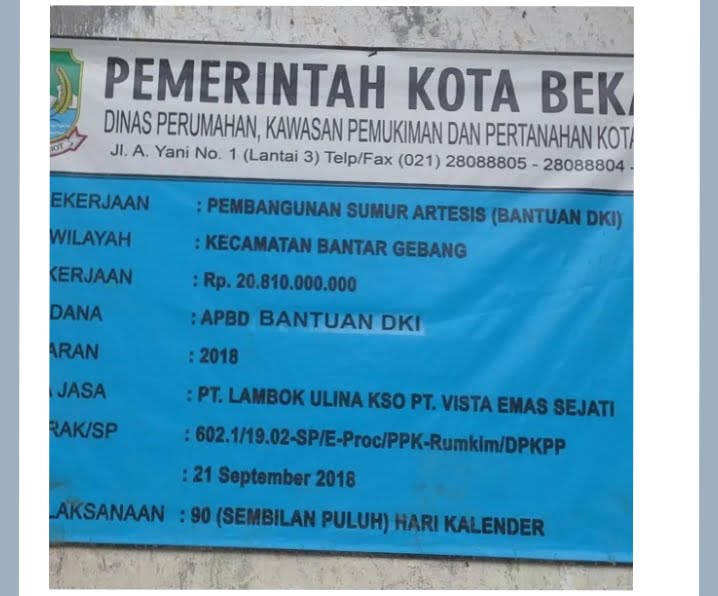 PEMERINTAH KOTA BEKA
DINAS PERUMAHAN, KAWASAN PEMUKIMAN DAN PERTANAHAN KOTA
Jl. A. Yani No. 1 (Lantai 3) Telp/Fax (021) 28088805 - 28088804 -
EKERJAAN : PEMBANGUNAN SUMUR ARTESIS (BANTUAN DKI)
WILAYAH : KECAMATAN BANTAR GEBANG
KERJAAN : Rp. 20.810.000.000
DANA : APBD BANTUAN DKI
ARAN : 2018
JASA : PT. LAMBOK ULINA KSO PT. VISTA EMAS SEJATI
RAK/SP : 602.1/19.02-SP/E-Proc/PPK-Rumkim/DPKPP
: 21 September 2018
LAKSANAAN : 90 (SEMBILAN PULUH) HARI KALENDER